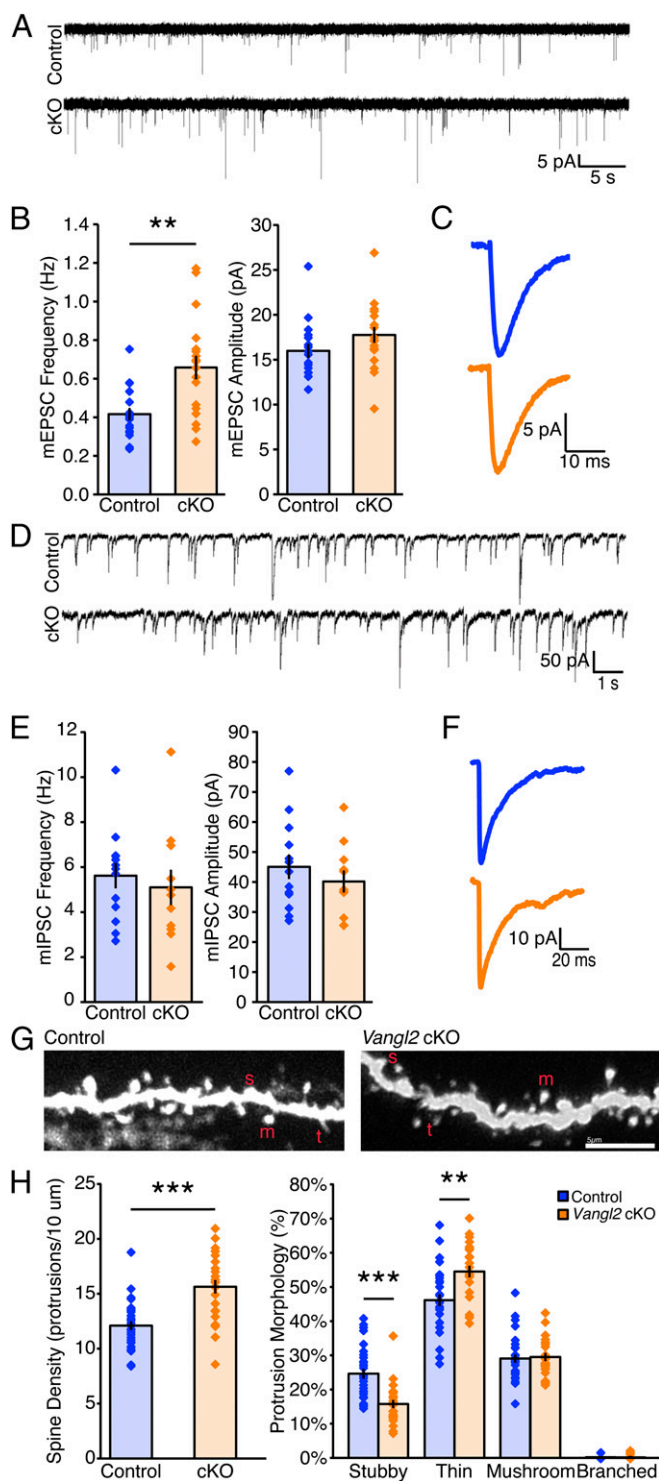 A
Control
cKO
5 pA
5 s
B
**
mEPSC Frequency (Hz)
1.4
1.2
1.0
0.8
0.6
0.4
0.2
0.0
Control cKO
mEPSC Amplitude (pA)
30
25
20
15
10
5
0
Control cKO
C
5 pA
10 ms
D
Control
cKO
50 pA
1 s
E
mIPSC Frequency (Hz)
12
10
8
6
4
2
0
Control cKO
mIPSC Amplitude (pA)
90
80
70
60
50
40
30
20
10
0
Control cKO
F
10 pA
20 ms
G
Control
s
m
t
Vangl2 cKO
s
m
t
5µm
H
***
Spine Density (protrusions/10 um)
25
20
15
10
5
0
Control cKO
Protrusion Morphology (%)
80%
70%
60%
50%
40%
30%
20%
10%
0%
***
**
Control
Vangl2 cKO
Stubby Thin Mushroom Branched